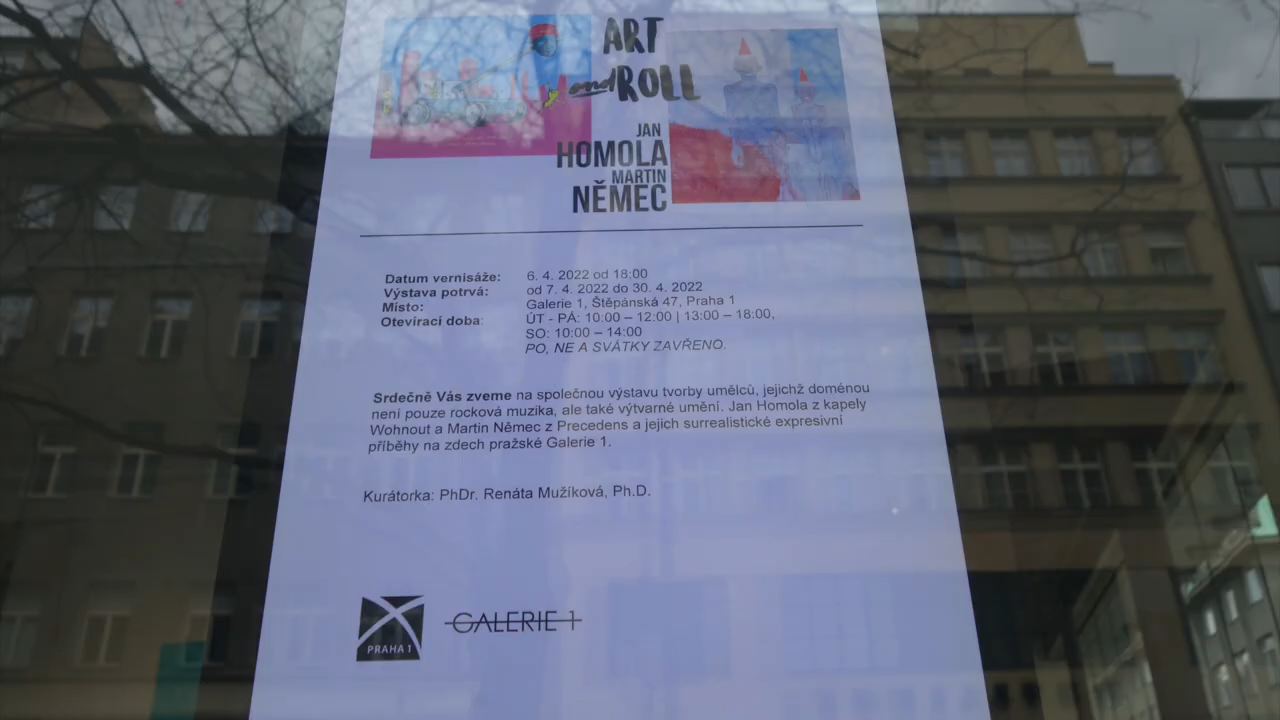 ART
and ROLL
JAN
HOMOLA
MARTIN
NĚMEC
Datum vernisáže: 6. 4. 2022 od 18:00
Výstava potrvá: od 7. 4. 2022 do 30. 4. 2022
Místo: Galerie 1, Štěpánská 47, Praha 1
Otevírací doba: ÚT - PÁ: 10:00 – 12:00 | 13:00 – 18:00,
SO: 10:00 – 14:00
PO, NE A SVÁTKY ZAVŘENO.
Srdečně Vás zveme na společnou výstavu tvorby umělců, jejichž doménou
není pouze rocková muzika, ale také výtvarné umění. Jan Homola z kapely
Wohnout a Martin Němec z Precedens a jejich surrealistické expresivní
příběhy na zdech pražské Galerie 1.
Kurátorka: PhDr. Renáta Mužíková, Ph.D.
PRAHA 1
GALERIE 1